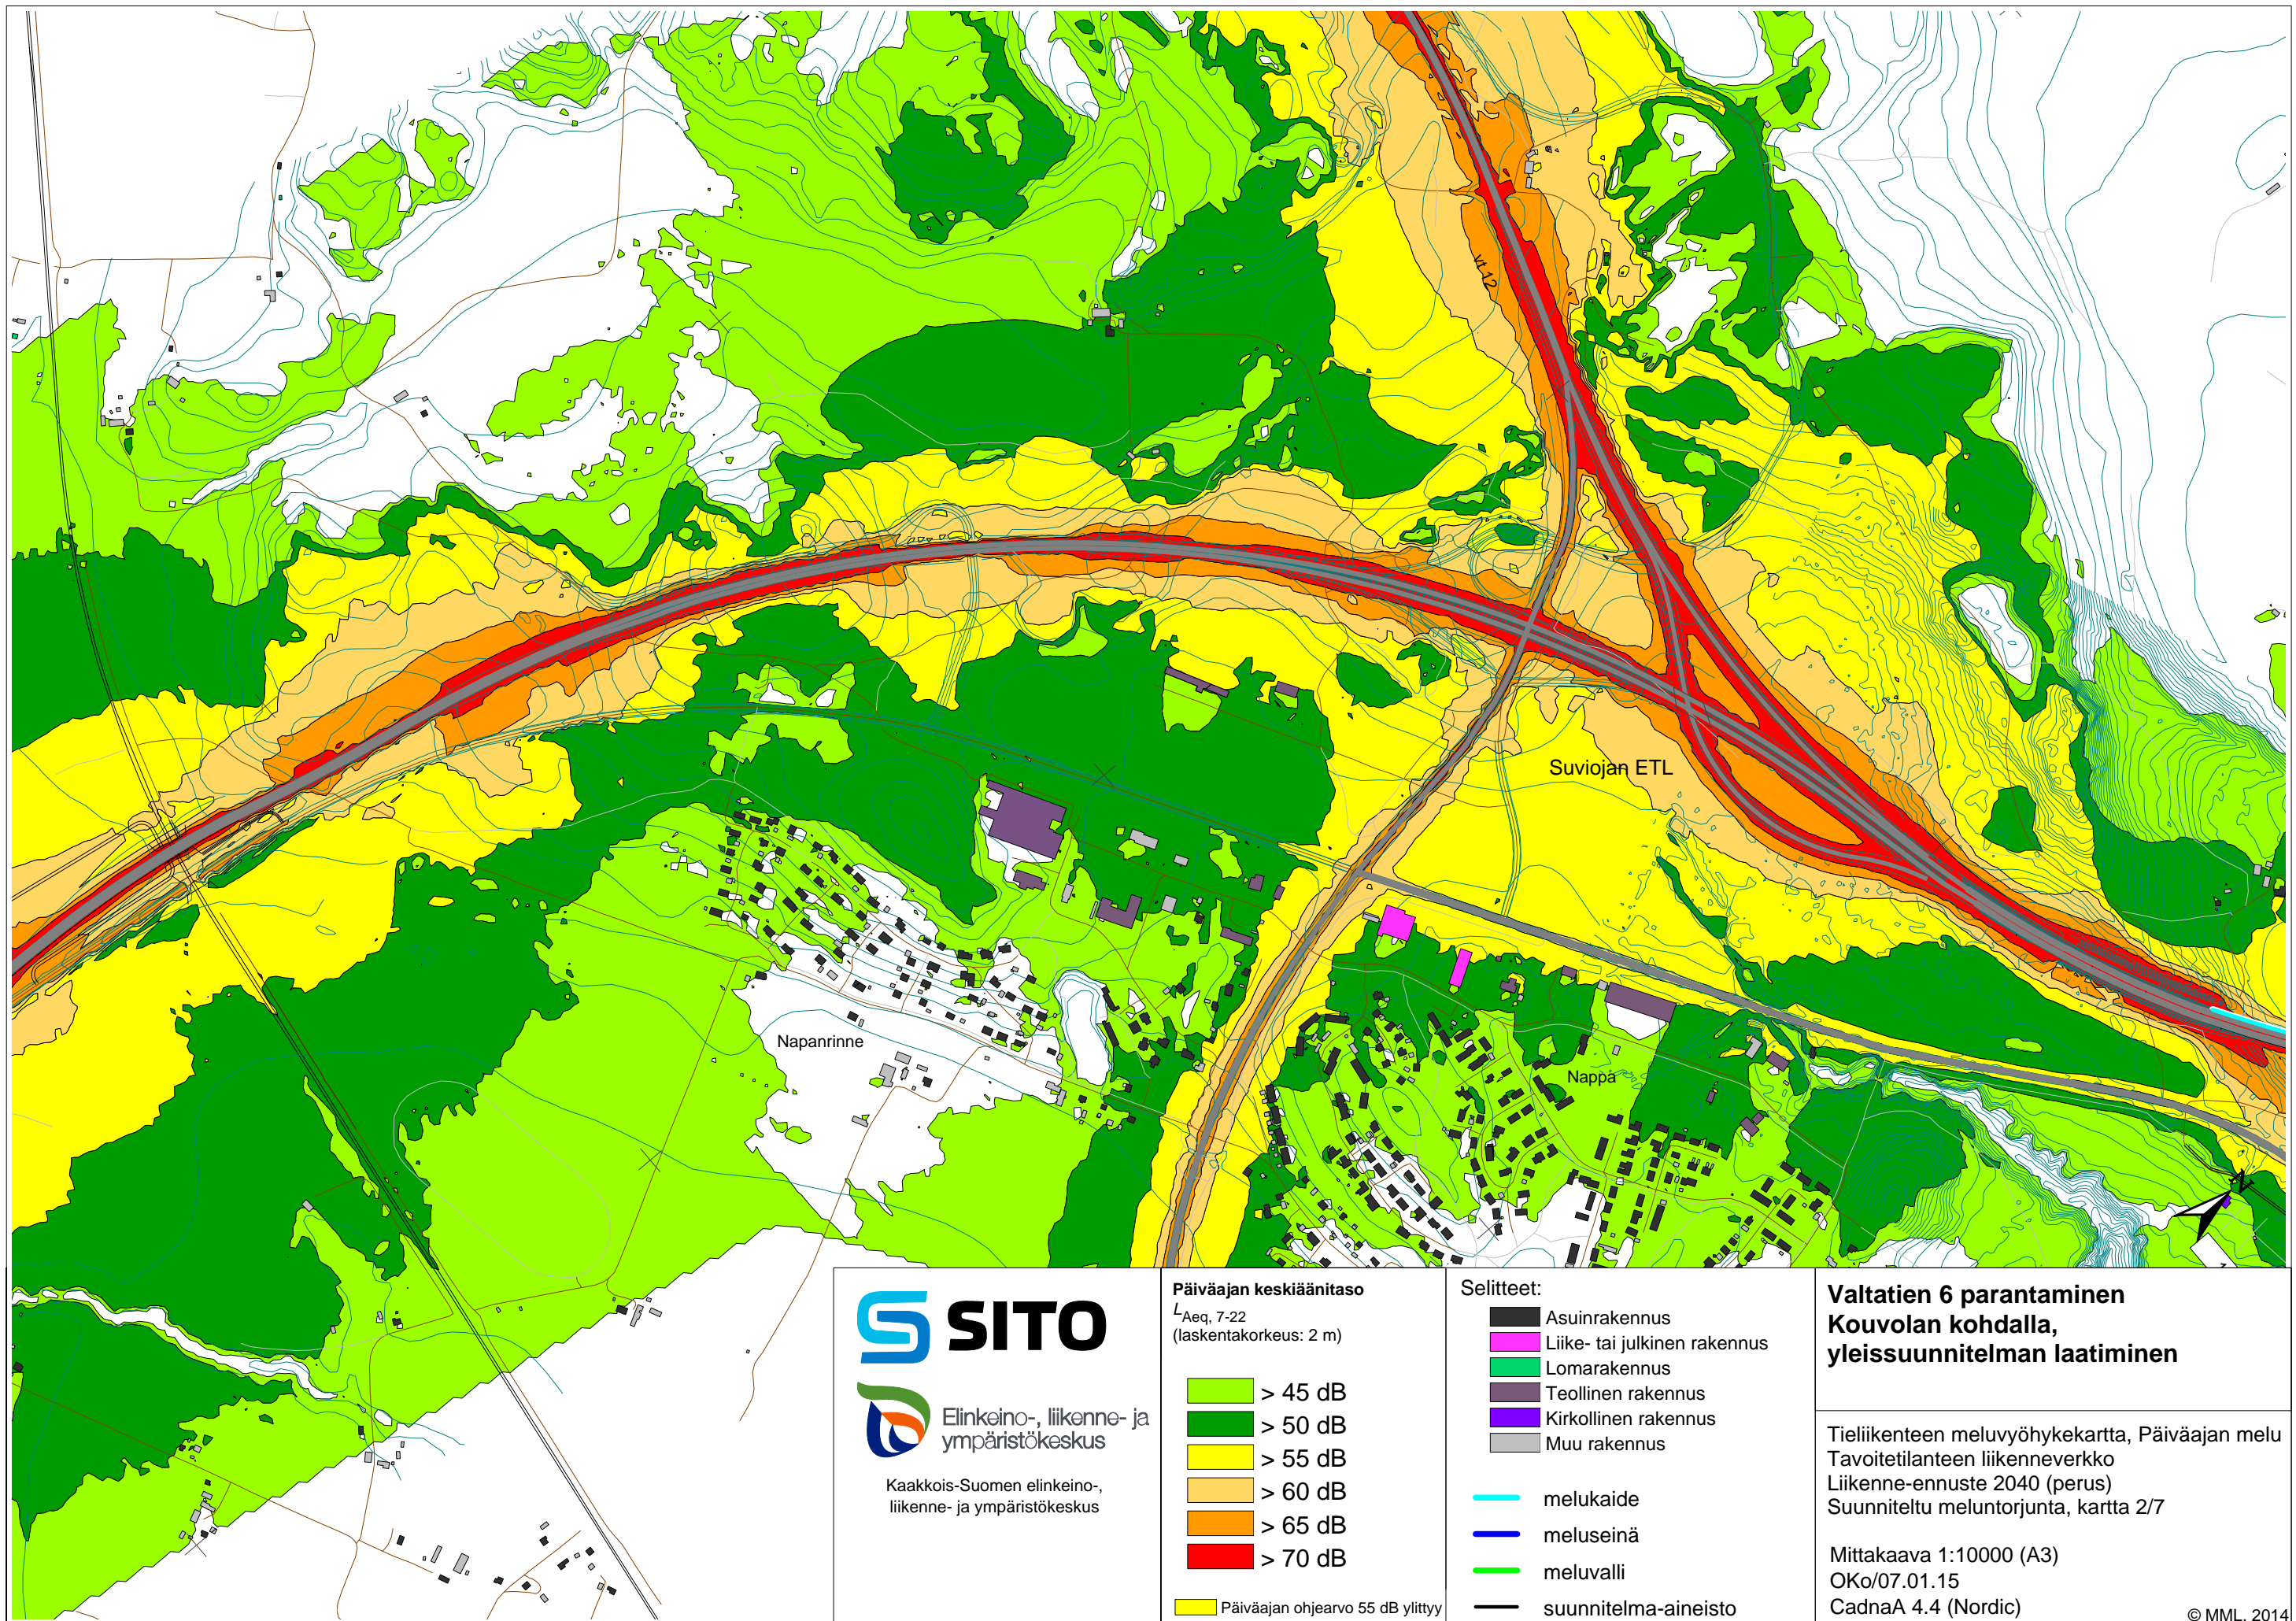 vt 12
Suviojan ETL
Napanrinne
Nappa
N
SITO
Elinkeino-, liikenne- ja
ympäristökeskus
Kaakkois-Suomen elinkeino-,
liikenne- ja ympäristökeskus
Päiväajan keskiäänitaso
LAeq, 7-22
(laskentakorkeus: 2 m)
> 45 dB
> 50 dB
> 55 dB
> 60 dB
> 65 dB
> 70 dB
Päiväajan ohjearvo 55 dB ylittyy
Selitteet:
Asuinrakennus
Liike- tai julkinen rakennus
Lomarakennus
Teollinen rakennus
Kirkollinen rakennus
Muu rakennus
melukaide
meluseinä
meluvalli
suunnitelma-aineisto
Valtatien 6 parantaminen
Kouvolan kohdalla,
yleissuunnitelman laatiminen
Tieliikenteen meluvyöhykekartta, Päiväajan melu
Tavoitetilanteen liikenneverkko
Liikenne-ennuste 2040 (perus)
Suunniteltu meluntorjunta, kartta 2/7
Mittakaava 1:10000 (A3)
OKo/07.01.15
CadnaA 4.4 (Nordic)
© MML, 2014